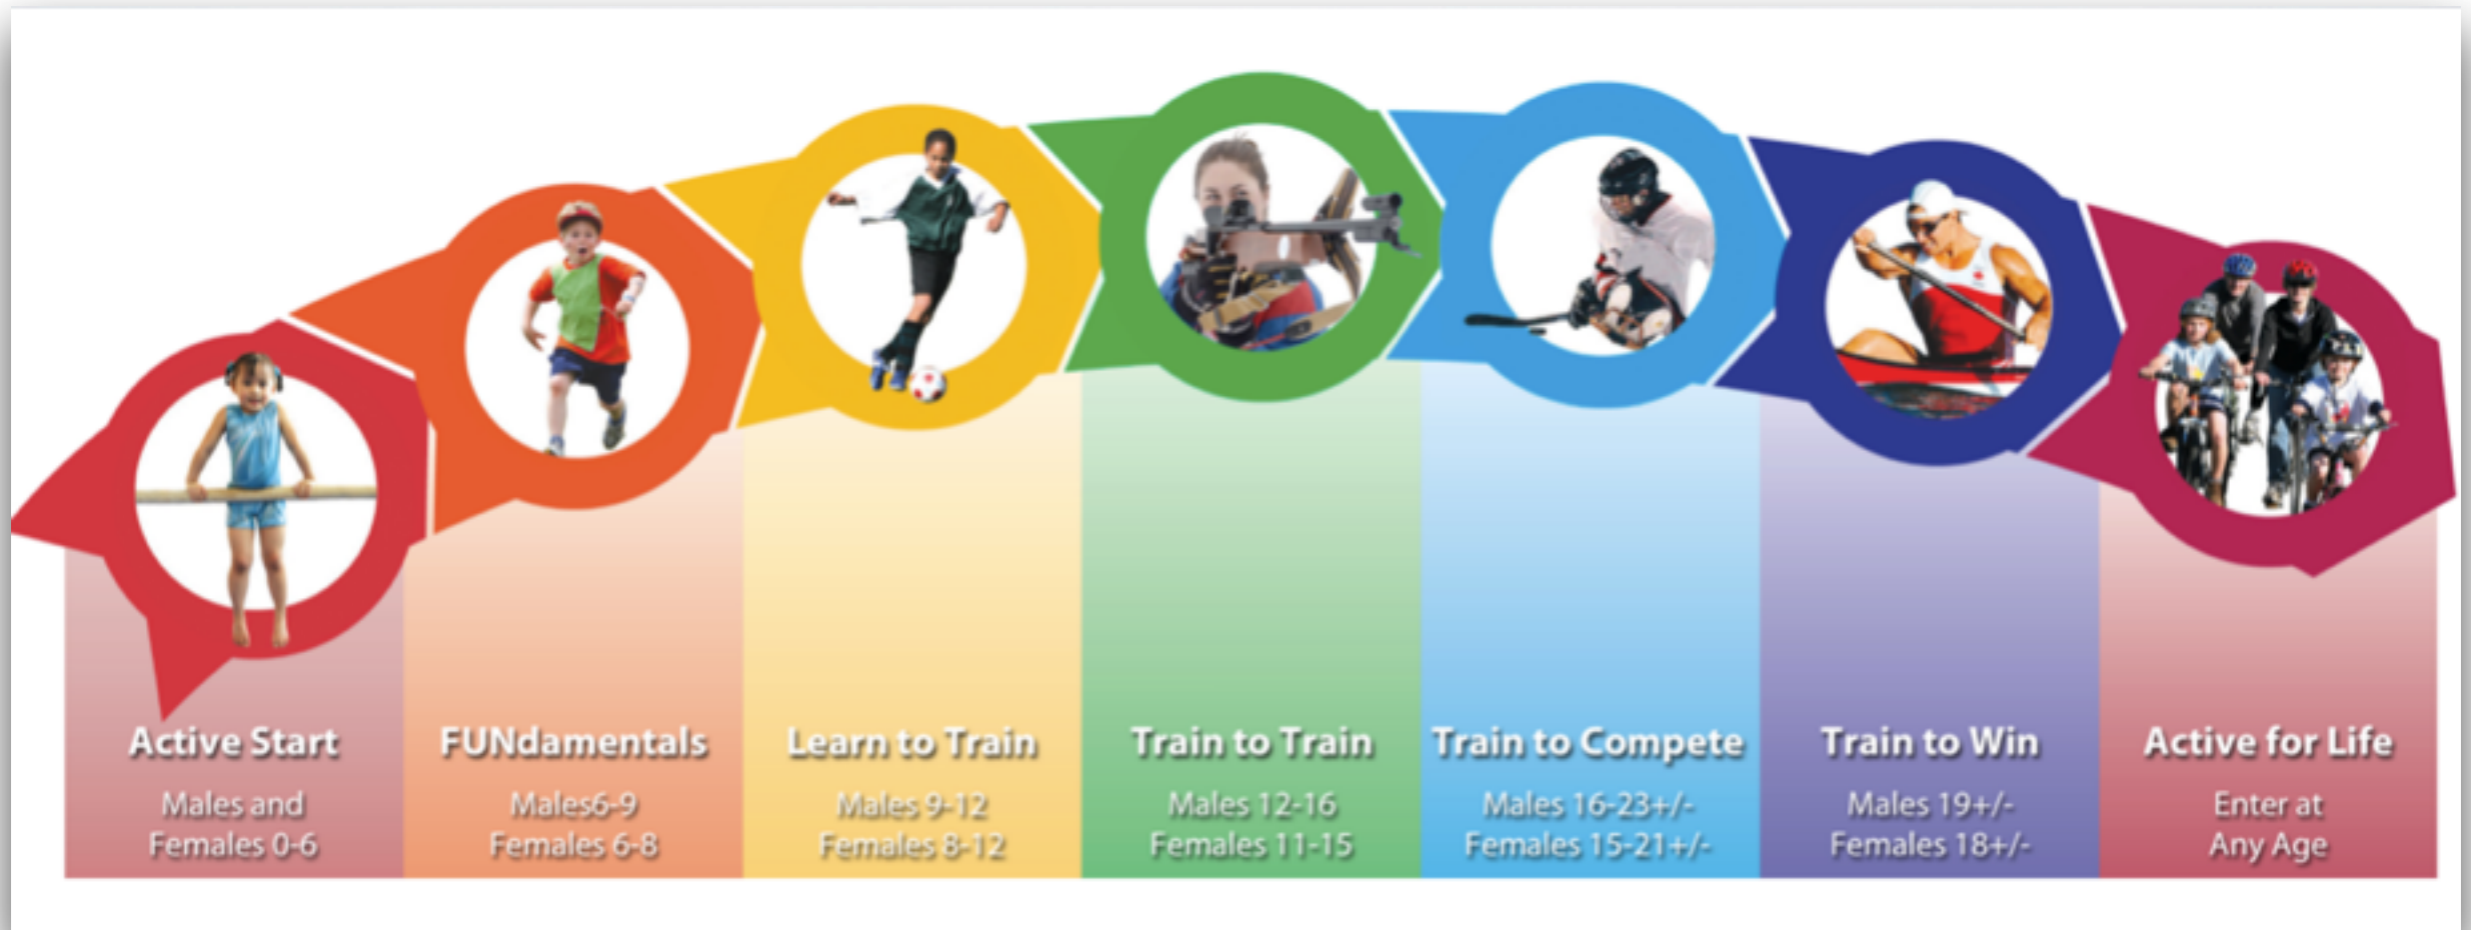 Active Start
Males and
Females 0-6
FUNdamentals
Males6-9
Females 6-8
Learn to Train
Males 9-12
Females 8-12
Train to Train
Males 12-16
Females 11-15
Train to Compete
Males 16-23+/-
Females 15-21+/-
Train to Win
Males 19+/-
Females 18+/-
Active for Life
Enter at
Any Age